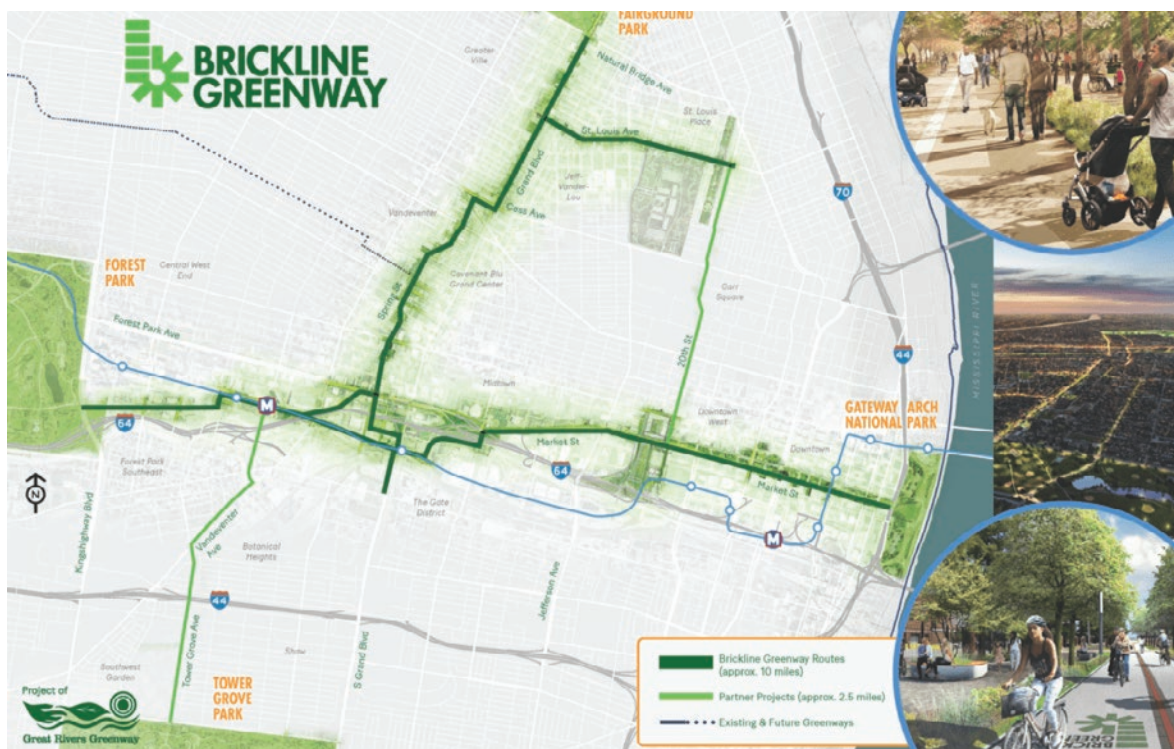 BRICKLINE
GREENWAY
FAIRGROUND
PARK
Greater
Ville
Natural Bridge Ave
St. Louis
Place
St. Louis Ave
Grand Blvd
Jeff-
Vander-
Lou
70
Cass Ave
Vandeventer
FOREST
PARK
Central West
End
Covenant Blu
Grand Center
Spring St
Carr
Square
Forest Park Ave
20th St
44
MISSISSIPPI RIVER
Midtown
Downtown
West
GATEWAY ARCH
NATIONAL PARK
M
64
Market St
Downtown
Forest Park
Southeast
64
Market St
N
The Gate
District
M
Kingshighway Blvd
Vandeventer
Ave
Botanical
Heights
Jefferson Ave
44
Southwest
Garden
Tower Grove Ave
Shaw
S Grand Blvd
TOWER
GROVE
PARK
Project of
Great Rivers Greenway
Brickline Greenway Routes
(approx. 10 miles)
Partner Projects (approx. 2.5 miles)
Existing & Future Greenways